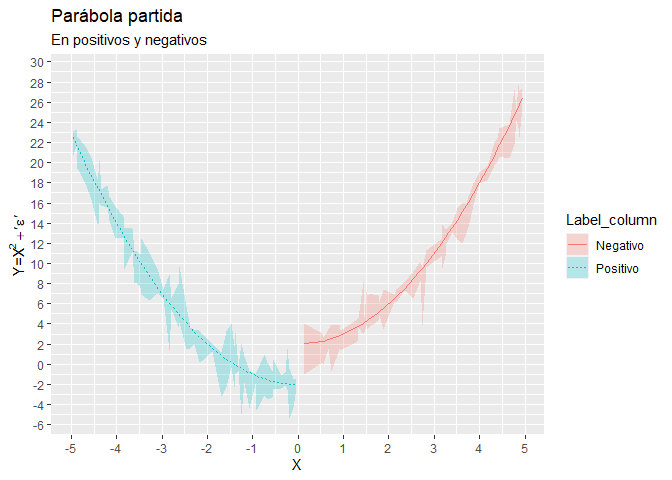 Parábola partida
En positivos y negativos
30
28
26
24
22
20
18
16
14
12
10
8
6
4
2
0
-2
-4
-6
Y=X² + ′ε′
-5 -4 -3 -2 -1 0 1 2 3 4 5
X
Label_column
Negativo
Positivo